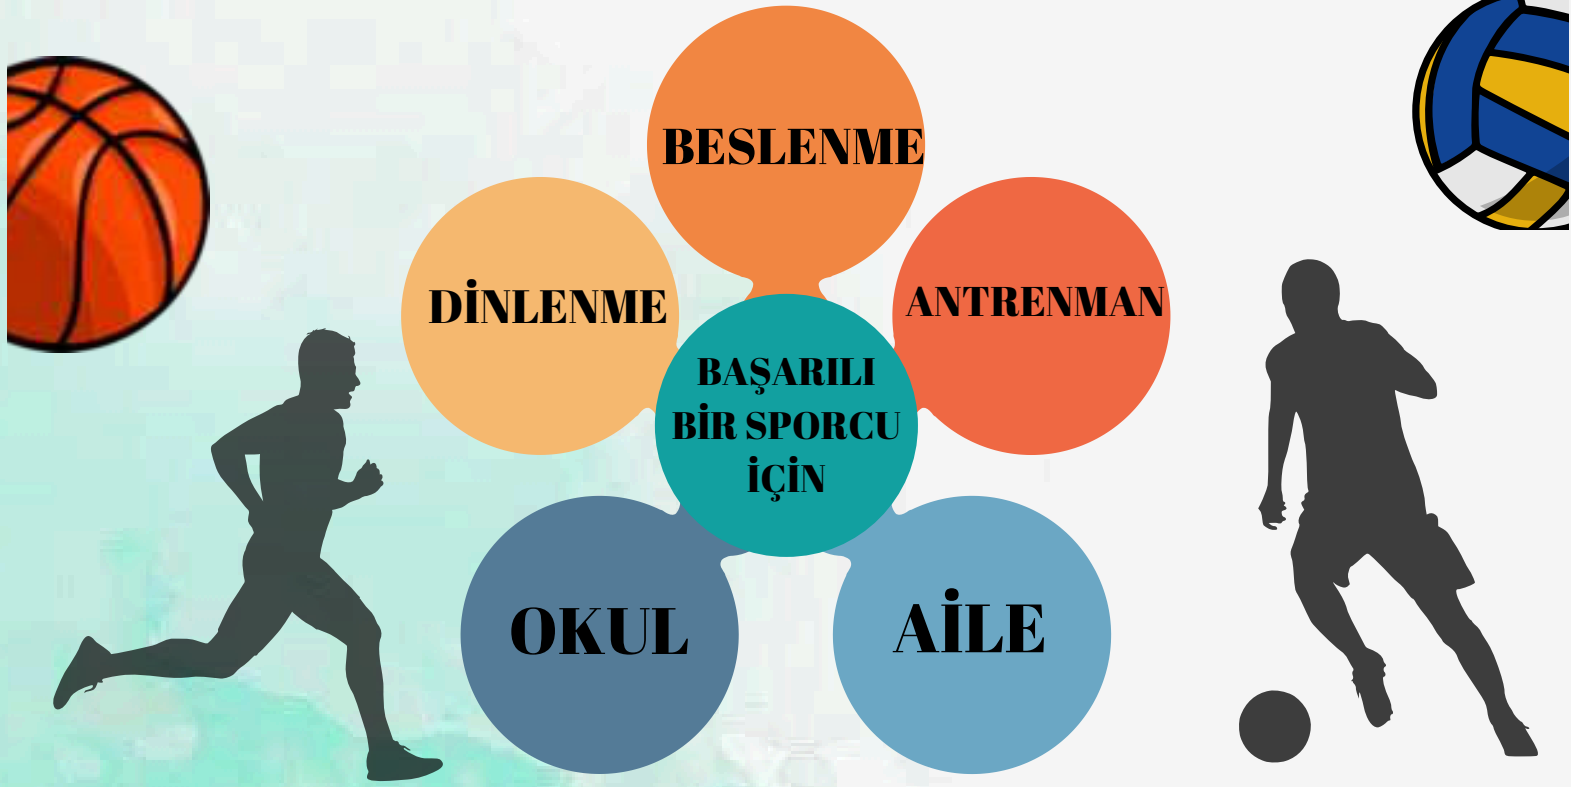 BESLENME
DİNLENME
ANTRENMAN
BAŞARILI
BİR SPORCU
İÇİN
OKUL
AİLE